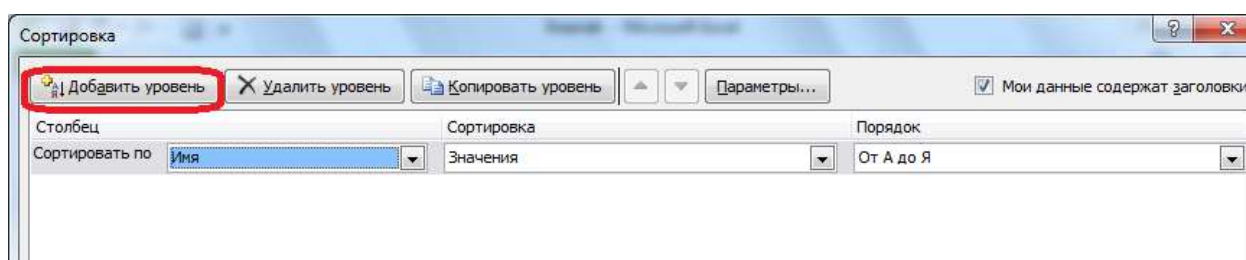 Сортировка
Добавить уровень Удалить уровень Копировать уровень Параметры... Мои данные содержат заголовки
Столбец Сортировка Порядок
Сортировать по Имя Значения От А до Я